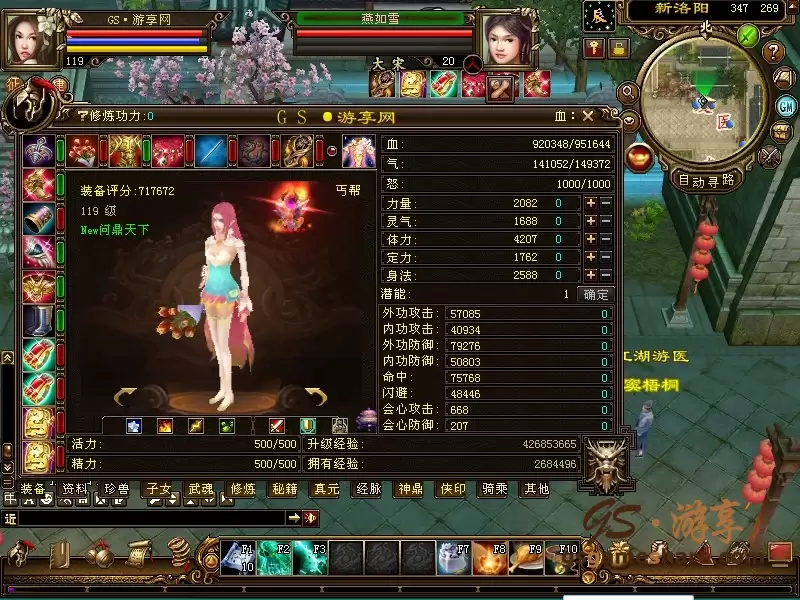 GS·游享网
119
燕如雪
大宋
20
新洛阳 347 269
辰
北
GM
医
自动寻路
修炼功力:0
GS ●游享网
血:
装备评分:717672
丐帮
119 级
New问鼎天下
血: 920348/951644
气: 141052/149372
怒: 1000/1000
力量: 2082 0
灵气: 1688 0
体力: 4207 0
定力: 1762 0
身法: 2588 0
潜能: 1 确定
外功攻击: 57085 0
内功攻击: 40934 0
外功防御: 79276 0
内功防御: 50803 0
命中: 75768 0
闪避: 48446 0
会心攻击: 668 0
会心防御: 207 0
活力: 500/500 升级经验: 426853665
精力: 500/500 拥有经验: 2684496
装备 资料 珍兽 子女 武魂 修炼 秘籍 真元 经脉 神鼎 侠印 骑乘 其他
江湖游医
窦梧桐
近
GS·游享
F1 F2 F3 F7 F8 F9 F10
10